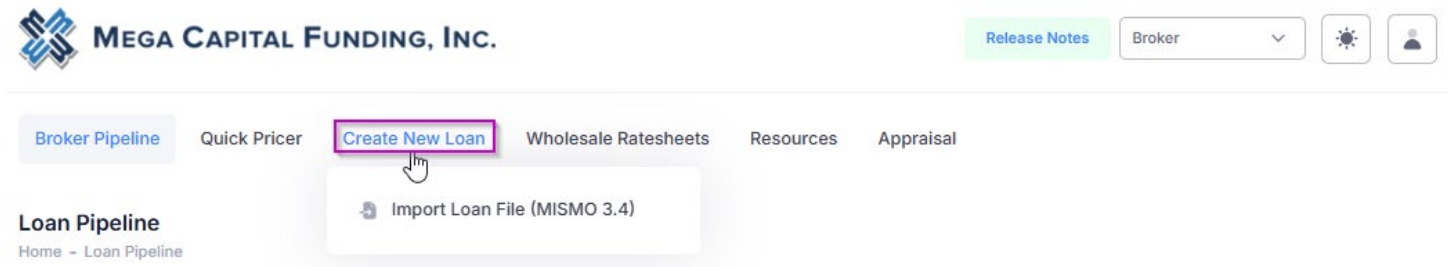 MEGA CAPITAL FUNDING, INC.
Release Notes
Broker
Broker Pipeline
Quick Pricer
Create New Loan
Wholesale Ratesheets
Resources
Appraisal
Import Loan File (MISMO 3.4)
Loan Pipeline
Home - Loan Pipeline